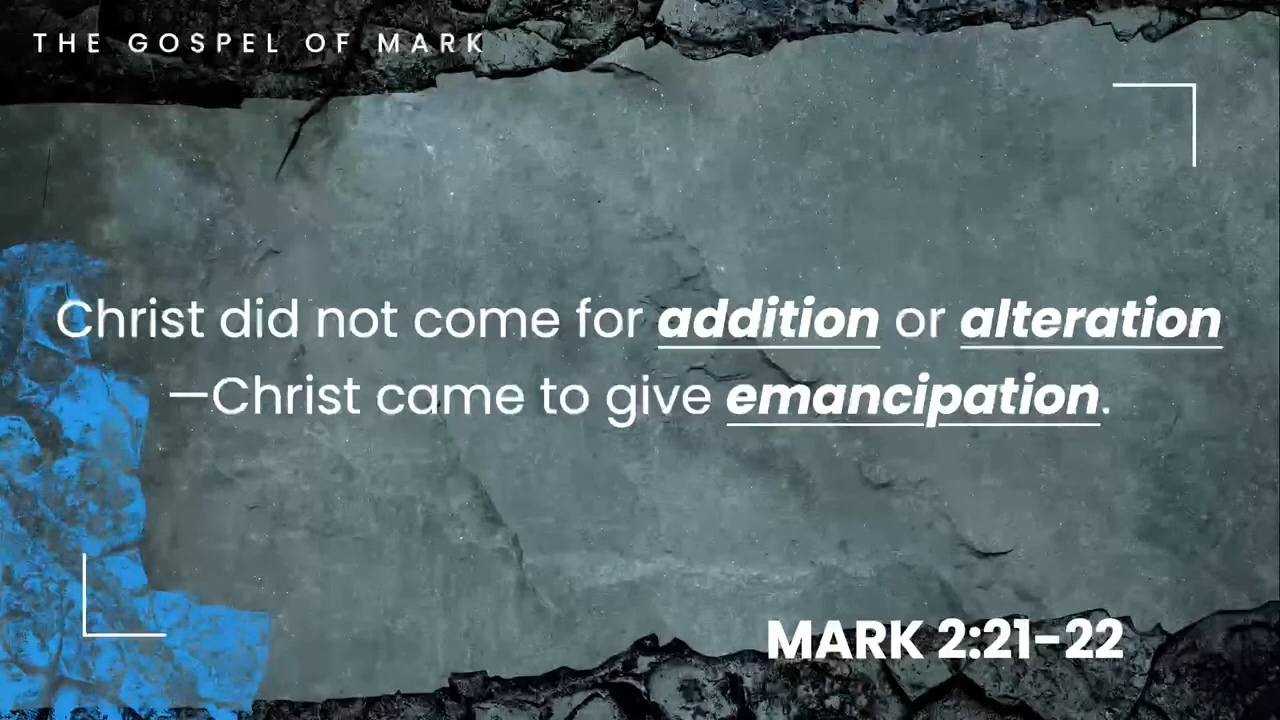 THE GOSPEL OF MARK
Christ did not come for addition or alteration
—Christ came to give emancipation.
MARK 2:21-22